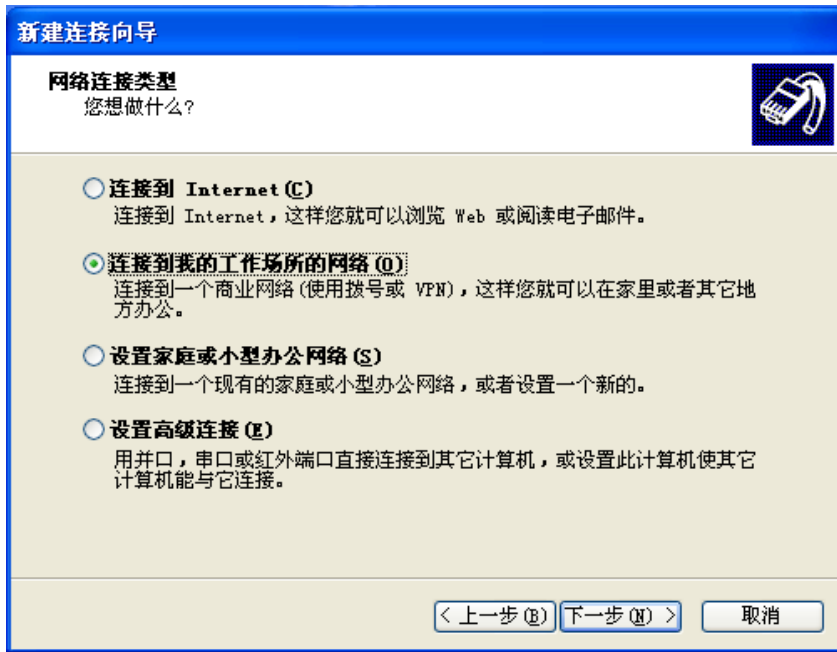 新建连接向导
网络连接类型
您想做什么?
连接到 Internet(C)
连接到 Internet，这样您就可以浏览 Web 或阅读电子邮件。
连接到我的工作场所的网络(O)
连接到一个商业网络(使用拨号或 VPN)，这样您就可以在家里或者其它地
方办公。
设置家庭或小型办公网络(S)
连接到一个现有的家庭或小型办公网络，或者设置一个新的。
设置高级连接(E)
用并口，串口或红外端口直接连接到其它计算机，或设置此计算机使其它
计算机能与它连接。
< 上一步(B) 下一步(N) > 取消